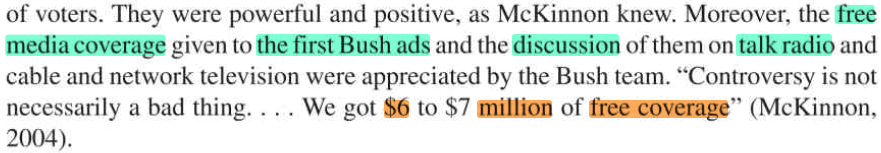 of voters. They were powerful and positive, as McKinnon knew. Moreover, the free
media coverage given to the first Bush ads and the discussion of them on talk radio and
cable and network television were appreciated by the Bush team. “Controversy is not
necessarily a bad thing. . . . We got $6 to $7 million of free coverage” (McKinnon,
2004).